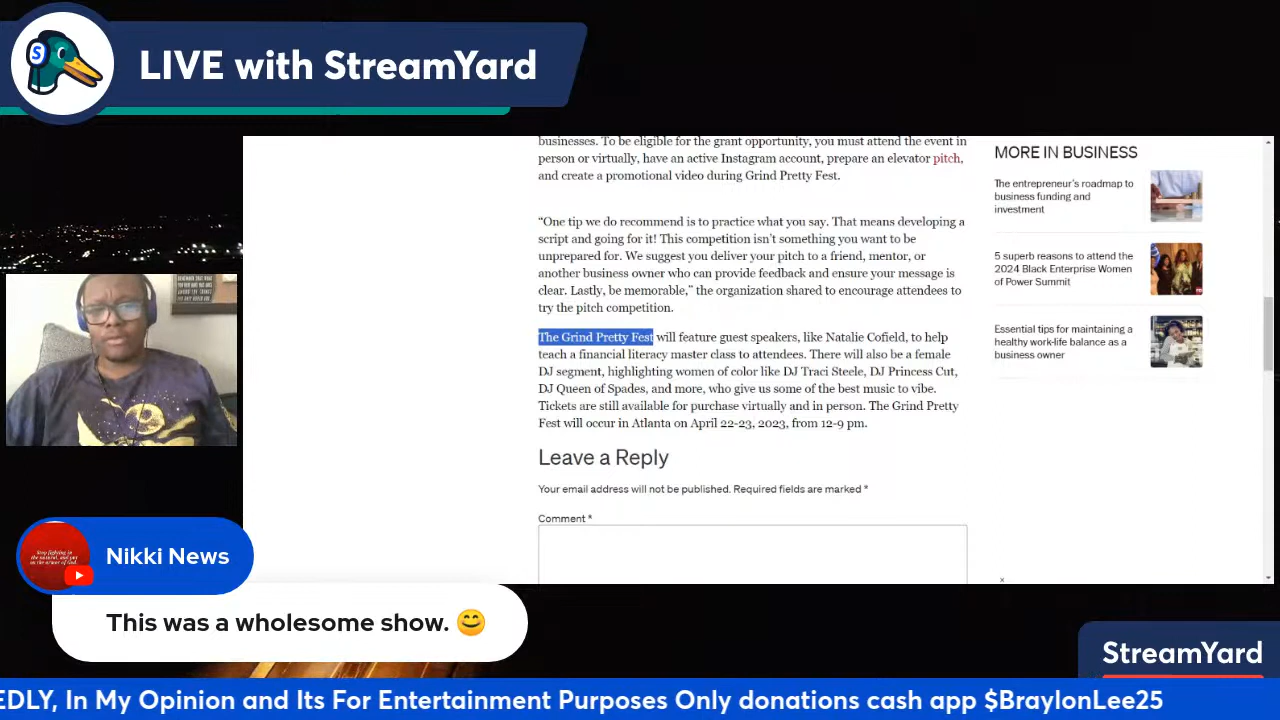 LIVE with StreamYard
businesses. To be eligible for the grant opportunity, you must attend the event in
person or virtually, have an active Instagram account, prepare an elevator pitch,
and create a promotional video during Grind Pretty Fest.
“One tip we do recommend is to practice what you say. That means developing a
script and going for it! This competition isn’t something you want to be
unprepared for. We suggest you deliver your pitch to a friend, mentor, or
another business owner who can provide feedback and ensure your message is
clear. Lastly, be memorable,” the organization shared to encourage attendees to
try the pitch competition.
The Grind Pretty Fest will feature guest speakers, like Natalie Cofield, to help
teach a financial literacy master class to attendees. There will also be a female
DJ segment, highlighting women of color like DJ Traci Steele, DJ Princess Cut,
DJ Queen of Spades, and more, who give us some of the best music to vibe.
Tickets are still available for purchase virtually and in person. The Grind Pretty
Fest will occur in Atlanta on April 22-23, 2023, from 12-9 pm.
Leave a Reply
Your email address will not be published. Required fields are marked *
Comment *
MORE IN BUSINESS
The entrepreneur’s roadmap to
business funding and
investment
5 superb reasons to attend the
2024 Black Enterprise Women
of Power Summit
Essential tips for maintaining a
healthy work-life balance as a
business owner
Nikki News
This was a wholesome show. 😊
StreamYard
EDLY, In My Opinion and Its For Entertainment Purposes Only donations cash app $BraylonLee25